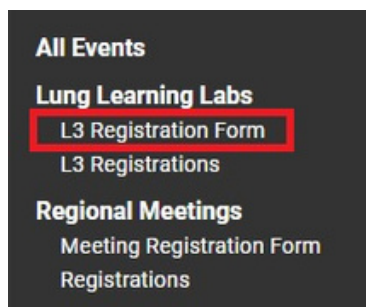 All Events
Lung Learning Labs
L3 Registration Form
L3 Registrations
Regional Meetings
Meeting Registration Form
Registrations